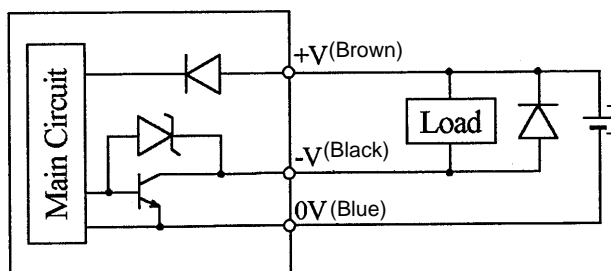 Main Circuit
+V(Brown)
Load
-V(Black)
0V(Blue)